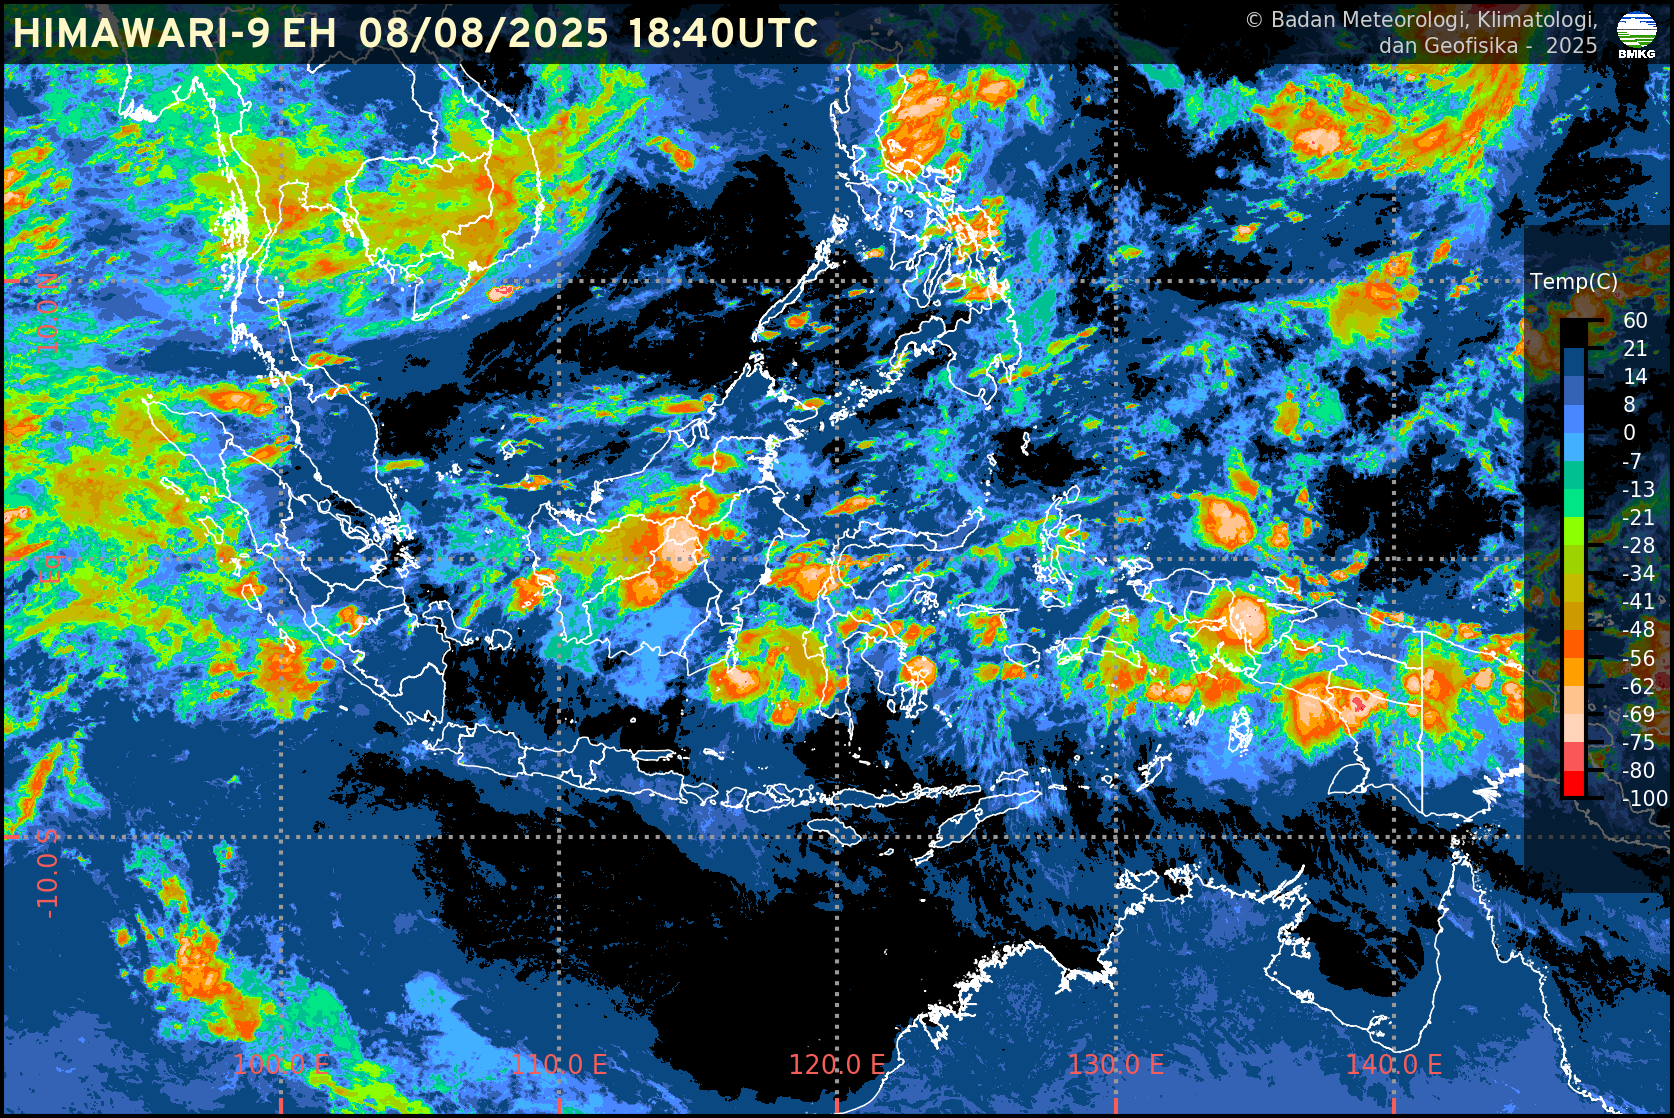 HIMAWARI-9 EH 08/08/2025 18:40UTC
© Badan Meteorologi, Klimatologi,
dan Geofisika - 2025
BMKG
Temp(C)
60
21
14
8
0
-7
-13
-21
-28
-34
-41
-48
-56
-62
-69
-75
-80
-100
10.0 N
Eq
-10.0 S
100.0 E
110.0 E
120.0 E
130.0 E
140.0 E